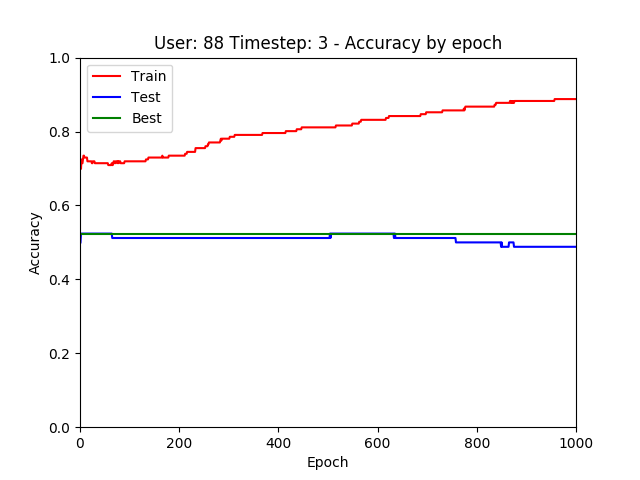 User: 88 Timestep: 3 - Accuracy by epoch
1.0
0.8
0.6
0.4
0.2
0.0
Accuracy
Train
Test
Best
0 200 400 600 800 1000
Epoch